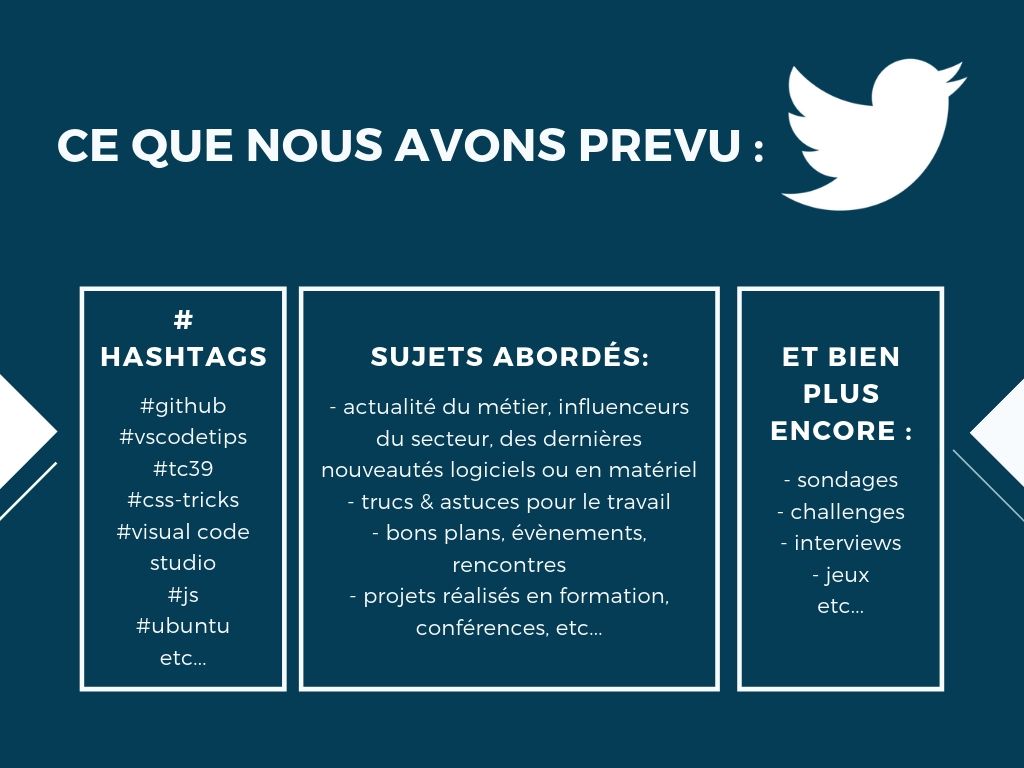 CE QUE NOUS AVONS PREVU :
#
HASHTAGS
#github
#vscodetips
#tc39
#css-tricks
#visual code
studio
#js
#ubuntu
etc...
SUJETS ABORDÉS:
- actualité du métier, influenceurs
du secteur, des dernières
nouveautés logiciels ou en matériel
- trucs & astuces pour le travail
- bons plans, évènements,
rencontres
- projets réalisés en formation,
conférences, etc...
ET BIEN
PLUS
ENCORE :
- sondages
- challenges
- interviews
- jeux
etc...